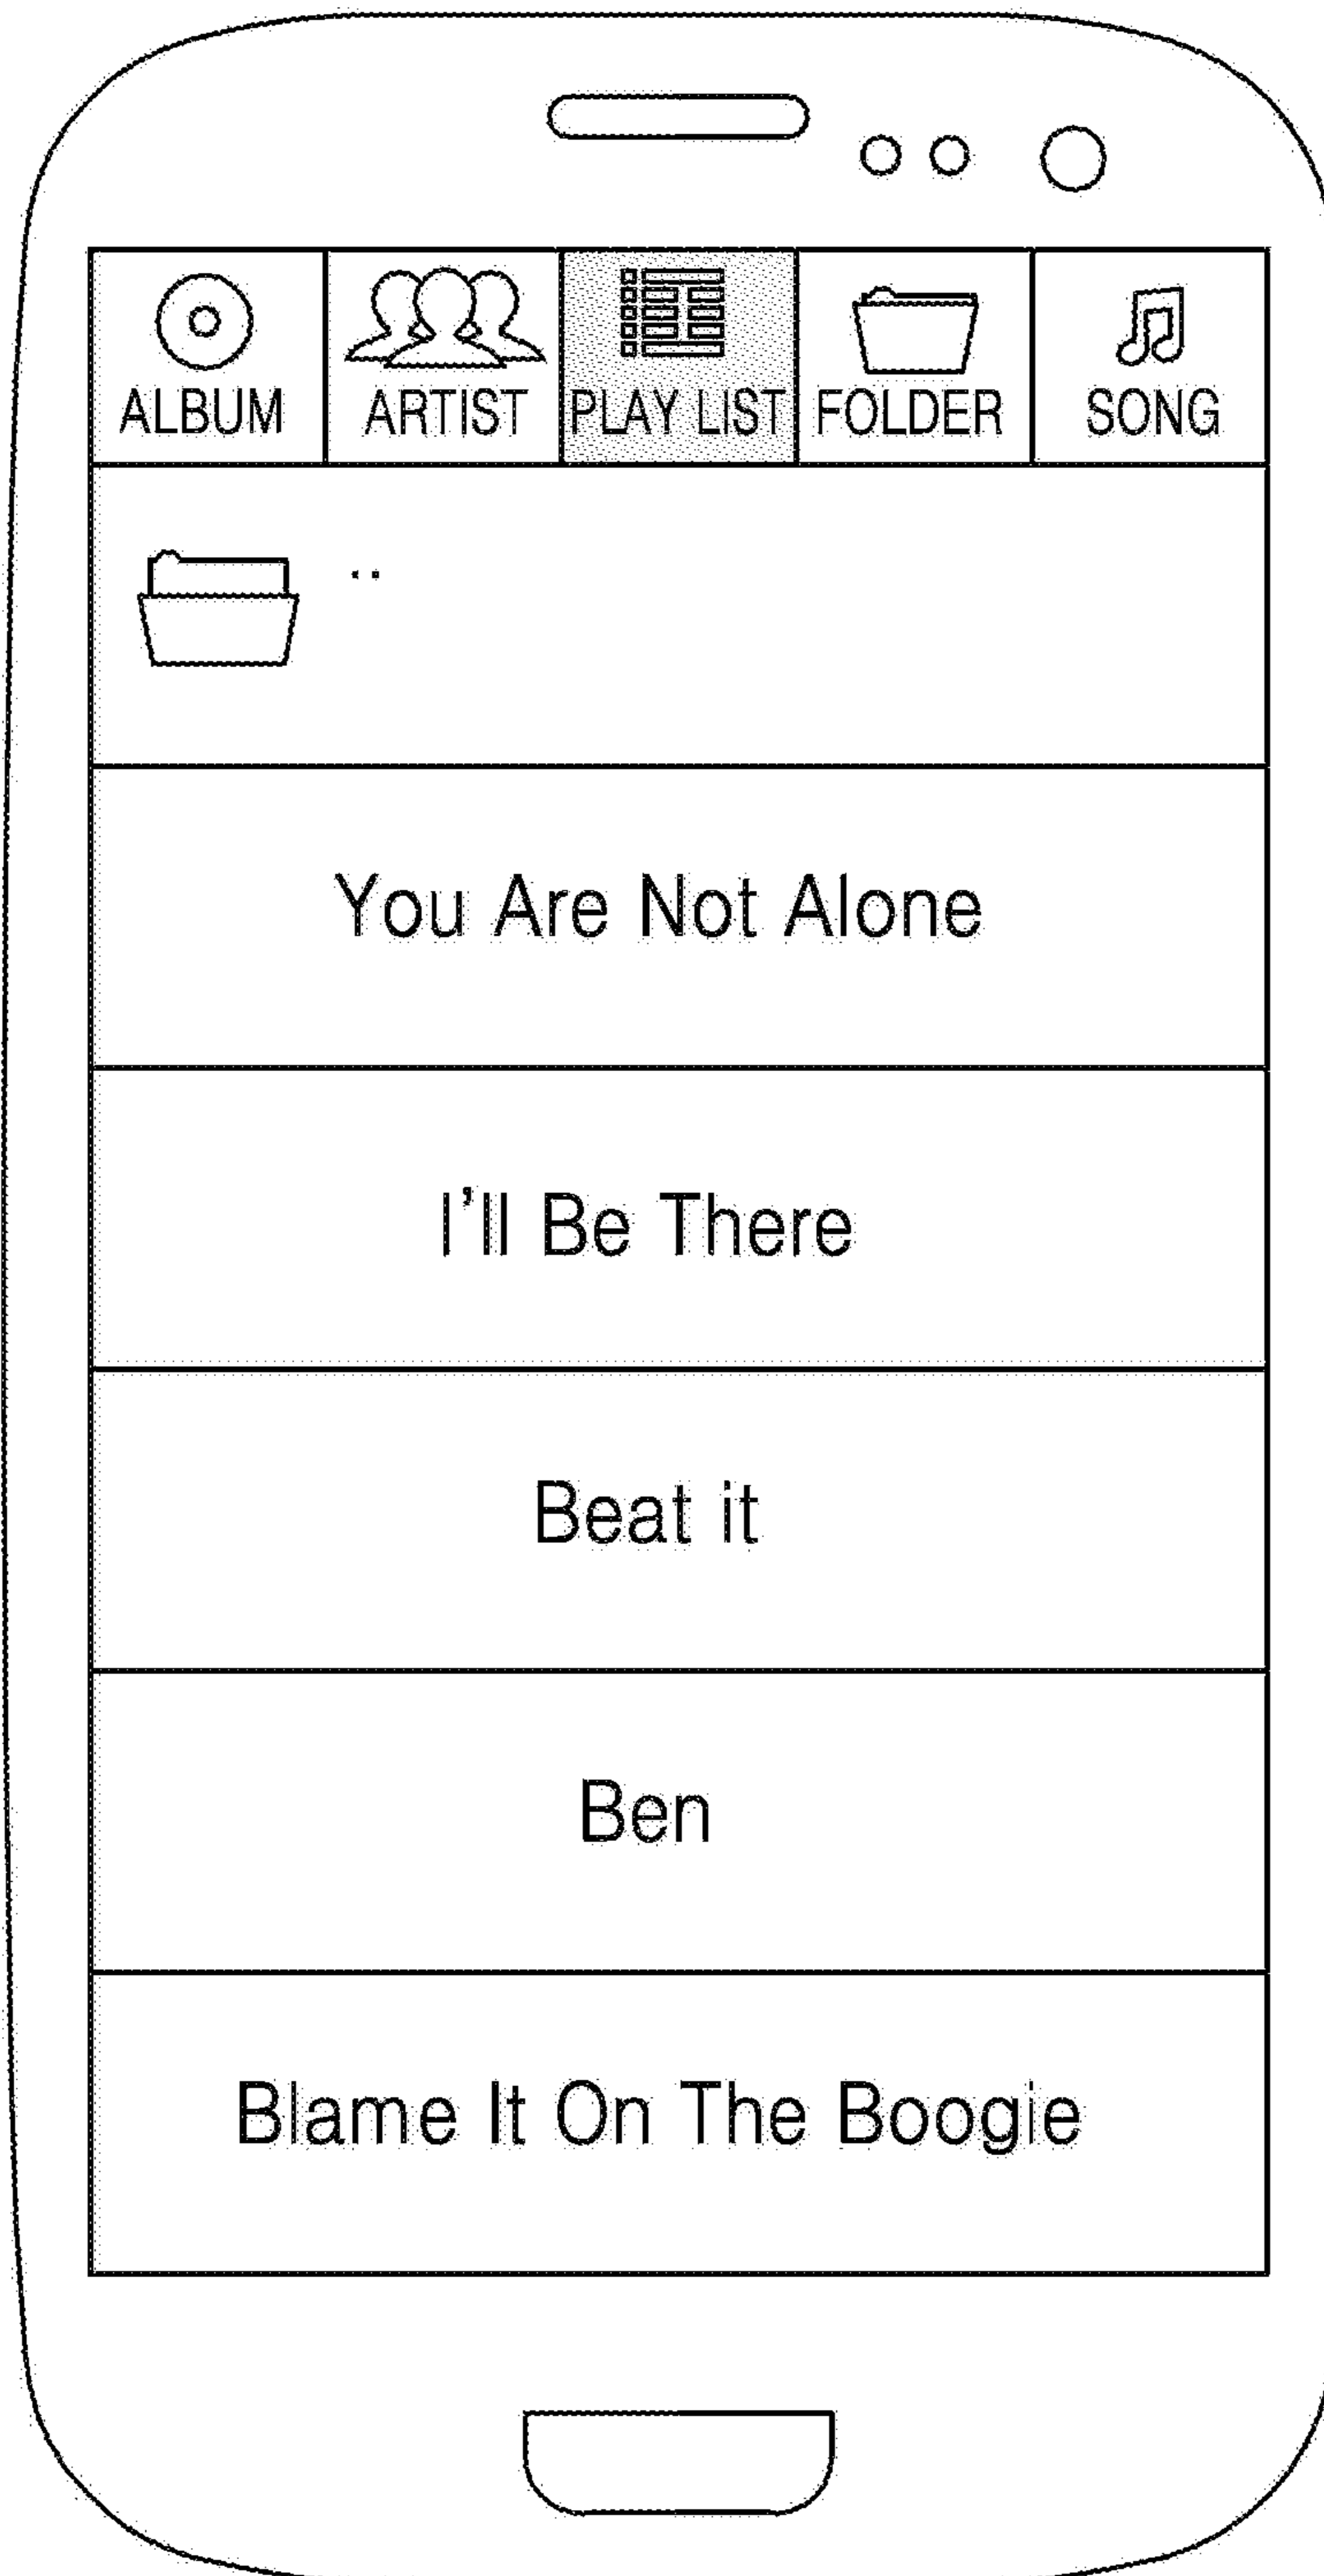 ALBUM ARTIST PLAY LIST FOLDER SONG
..
You Are Not Alone
I'll Be There
Beat it
Ben
Blame It On The Boogie